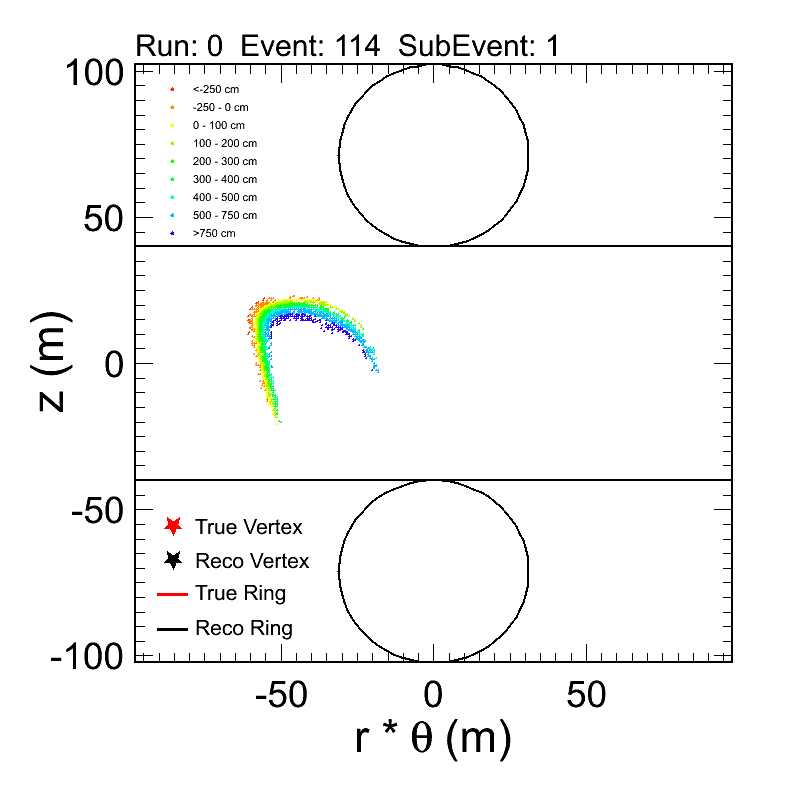 Run: 0 Event: 114 SubEvent: 1
100
50
0
-50
-100
z (m)
<-250 cm
-250 - 0 cm
0 - 100 cm
100 - 200 cm
200 - 300 cm
300 - 400 cm
400 - 500 cm
500 - 750 cm
>750 cm
True Vertex
Reco Vertex
True Ring
Reco Ring
-50 0 50
r * θ (m)